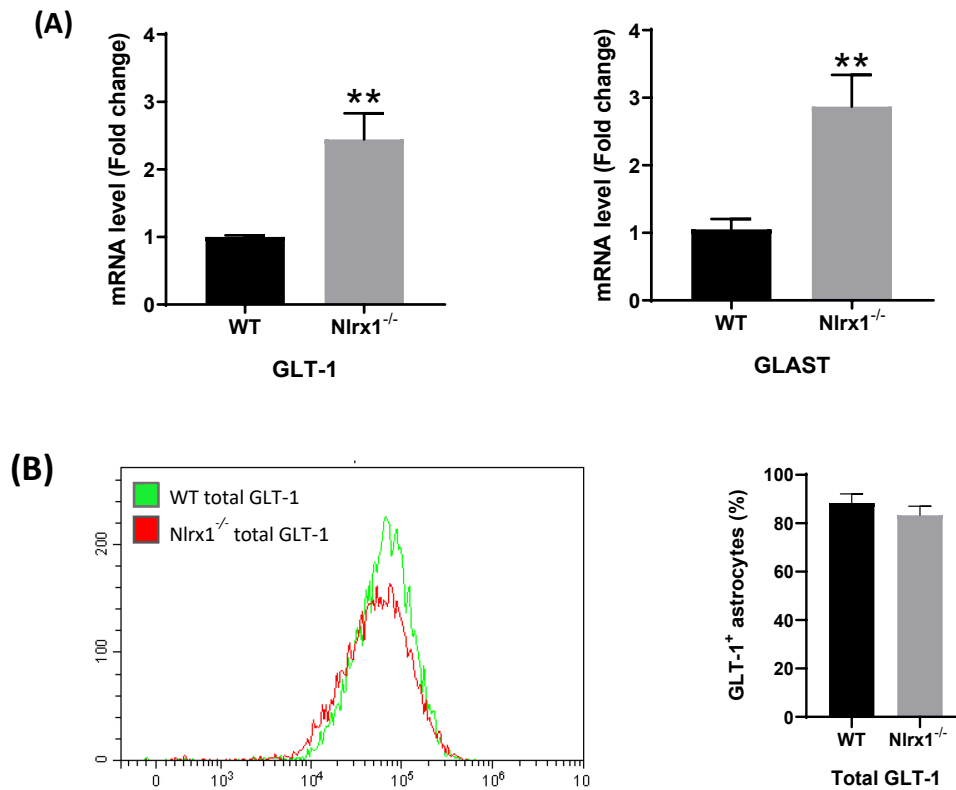 (A)
mRNA level (Fold change)
4
3
2
1
0
**
WT
Nlrx1-/-
GLT-1
mRNA level (Fold change)
4
3
2
1
0
**
WT
Nlrx1-/-
GLAST
(B)
WT total GLT-1
Nlrx1-/- total GLT-1
200
100
0
0
10³
10⁴
10⁵
10⁶
10
GLT-1⁺ astrocytes (%)
100
80
60
40
20
0
WT
Nlrx1-/-
Total GLT-1